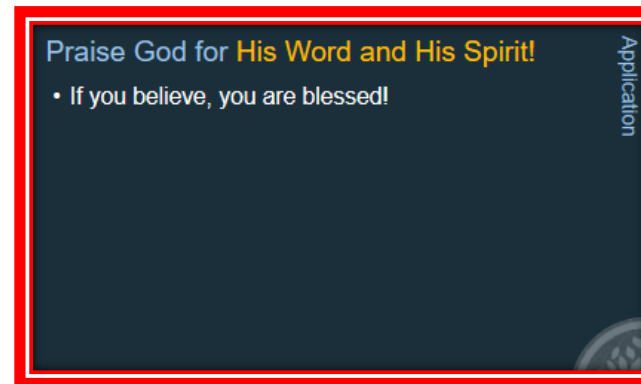 Praise God for His Word and His Spirit!
• If you believe, you are blessed!
Application